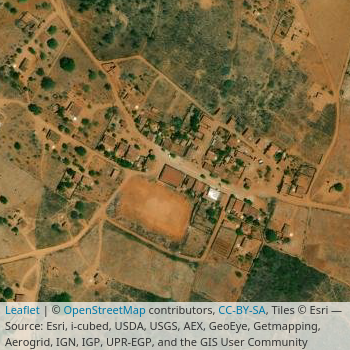 Leaflet | © OpenStreetMap contributors, CC-BY-SA, Tiles © Esri —
Source: Esri, i-cubed, USDA, USGS, AEX, GeoEye, Getmapping,
Aerogrid, IGN, IGP, UPR-EGP, and the GIS User Community